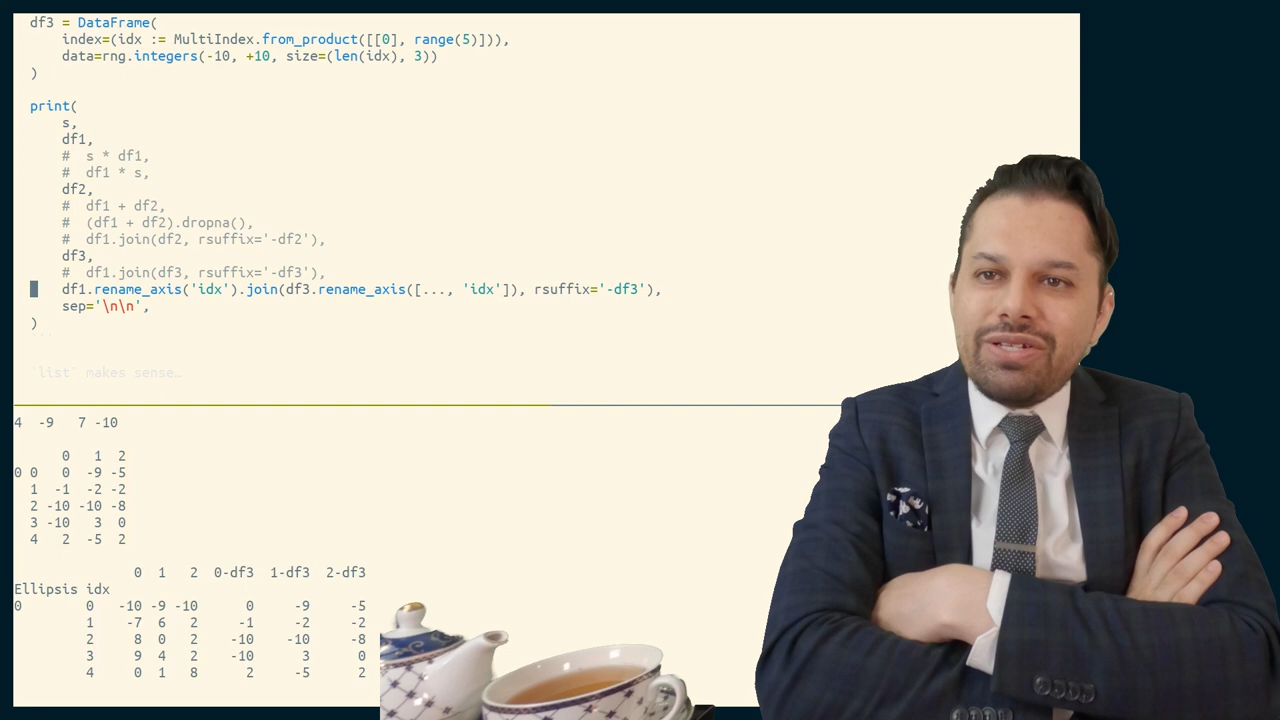 df3 = DataFrame(
    index=(idx := MultiIndex.from_product([[0], range(5)])),
    data=rng.integers(-10, +10, size=(len(idx), 3))
)
print(
    s,
    df1,
    #  s * df1,
    #  df1 * s,
    df2,
    #  df1 + df2,
    #  (df1 + df2).dropna(),
    #  df1.join(df2, rsuffix='-df2'),
    df3,
    #  df1.join(df3, rsuffix='-df3'),
    df1.rename_axis('idx').join(df3.rename_axis([..., 'idx']), rsuffix='-df3'),
    sep='\n\n',
)
```
`list` makes sense…
4  -9   7 -10
      0   1  2
0 0   0  -9 -5
  1  -1  -2 -2
  2 -10 -10 -8
  3 -10   3  0
  4   2  -5  2
               0  1   2  0-df3  1-df3  2-df3
Ellipsis idx
0        0   -10 -9 -10      0     -9     -5
         1    -7  6   2     -1     -2     -2
         2     8  0   2    -10    -10     -8
         3     9  4   2    -10      3      0
         4     0  1   8      2     -5      2